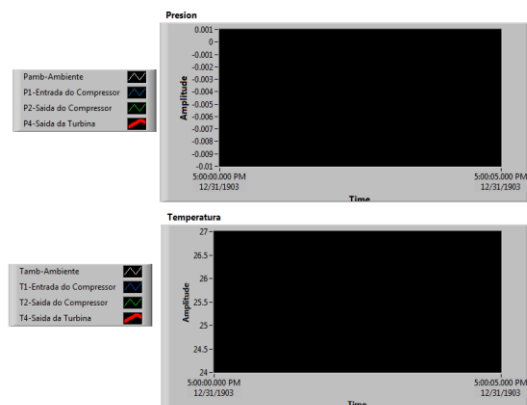 Presion
Pamb-Ambiente
P1-Entrada do Compressor
P2-Saida do Compressor
P4-Saida da Turbina
Amplitude
0.001
0
-0.001
-0.002
-0.003
-0.004
-0.005
-0.006
-0.007
-0.008
-0.009
-0.01
5:00:00.000 PM
12/31/1903
5:00:05.000 PM
12/31/1903
Time
Temperatura
Tamb-Ambiente
T1-Entrada do Compressor
T2-Saida do Compressor
T4-Saida da Turbina
Amplitude
27
26.5
26
25.5
25
24.5
24
5:00:00.000 PM
12/31/1903
5:00:05.000 PM
12/31/1903
Time